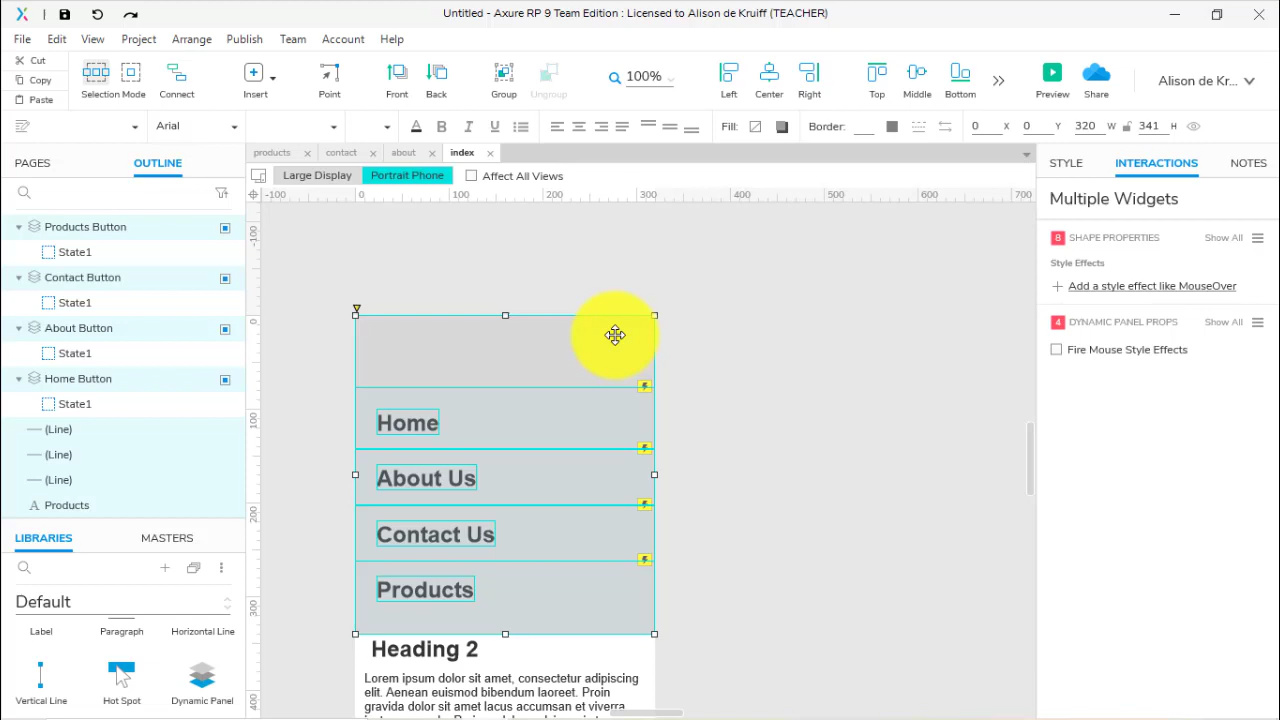 Untitled - Axure RP 9 Team Edition : Licensed to Alison de Kruiff (TEACHER)
File Edit View Project Arrange Publish Team Account Help
Cut
Copy
Paste
Selection Mode Connect Insert Point Front Back Group Ungroup 100% Left Center Right Top Middle Bottom Preview Share Alison de Kr...
Arial Fill: Border: 0 X 0 Y 320 W 341 H
PAGES OUTLINE
products contact about index
STYLE INTERACTIONS NOTES
Large Display Portrait Phone Affect All Views
-100 0 100 200 300 400 500 600 700
-100
0
100
200
300
400
Products Button
State1
Contact Button
State1
About Button
State1
Home Button
State1
(Line)
(Line)
(Line)
Products
LIBRARIES MASTERS
Default
Label Paragraph Horizontal Line
Vertical Line Hot Spot Dynamic Panel
Home
About Us
Contact Us
Products
Heading 2
Lorem ipsum dolor sit amet, consectetur adipiscing
elit. Aenean euismod bibendum laoreet. Proin
gravida dolor sit amet lacus accumsan et viverra
Multiple Widgets
8 SHAPE PROPERTIES Show All
Style Effects
Add a style effect like MouseOver
4 DYNAMIC PANEL PROPS Show All
Fire Mouse Style Effects